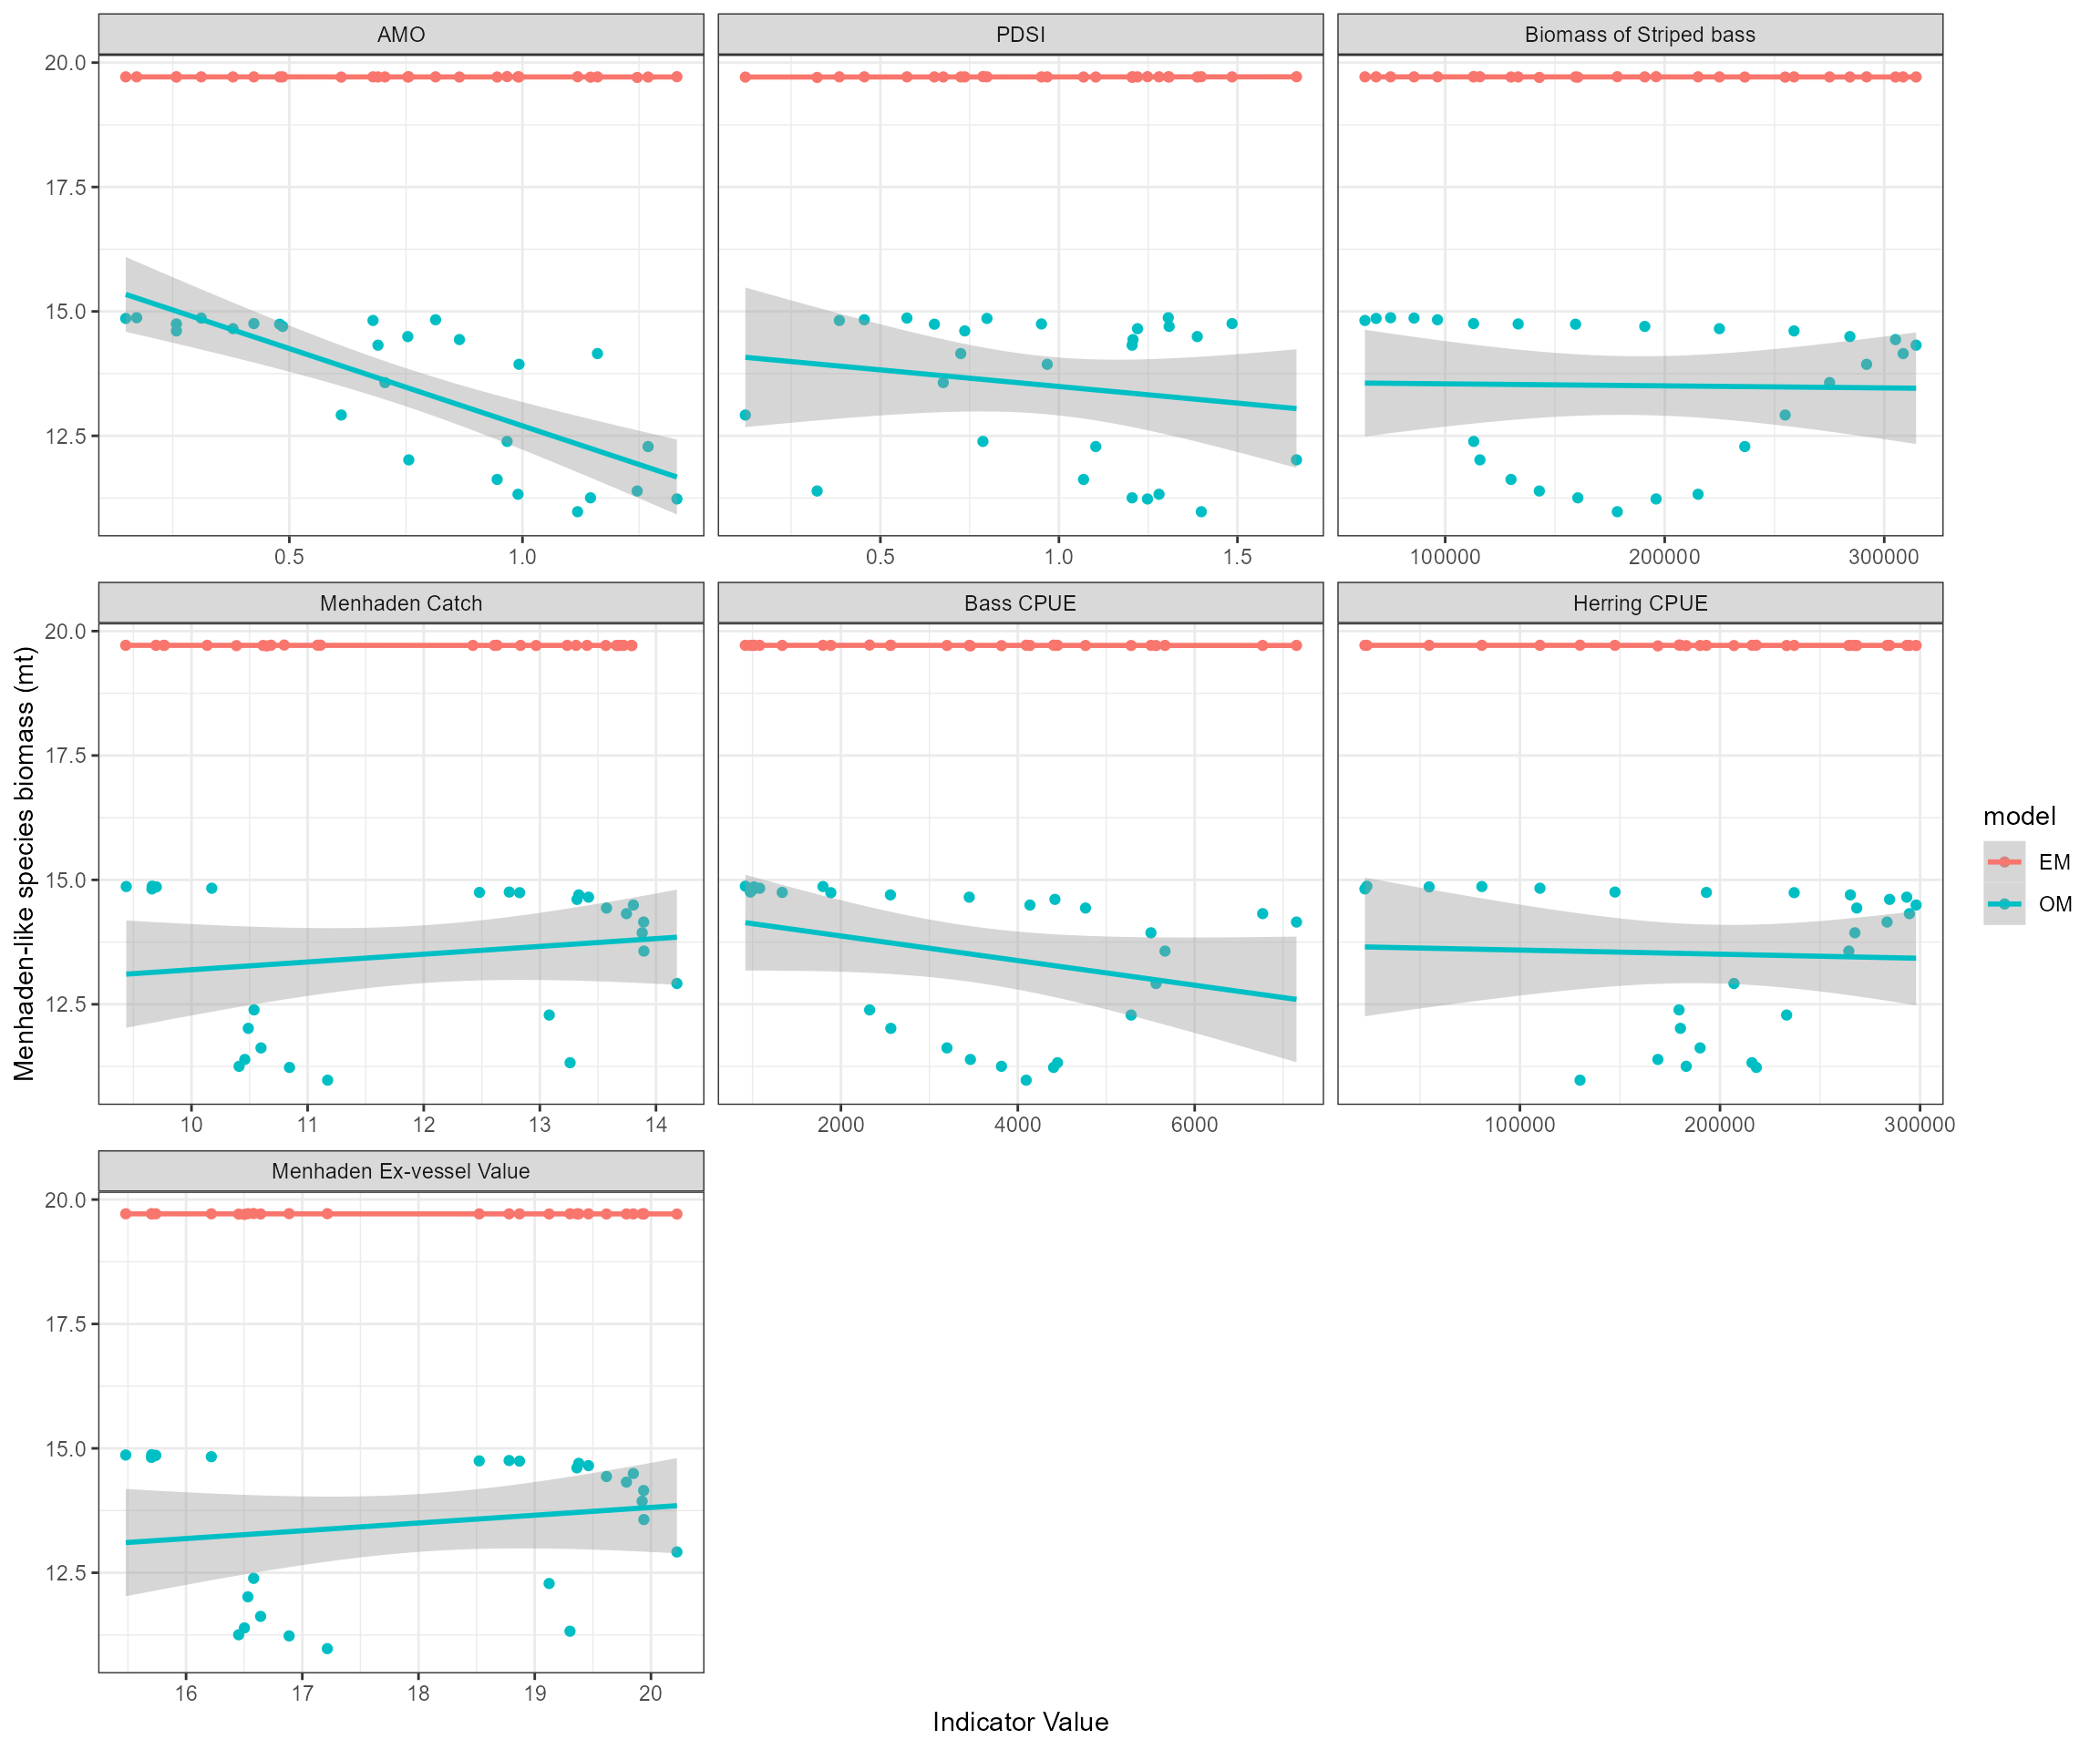 AMO PDSI Biomass of Striped bass
20.0
17.5
15.0
12.5
0.5 1.0 0.5 1.0 1.5 100000 200000 300000
Menhaden Catch Bass CPUE Herring CPUE
20.0
17.5
15.0
12.5
10 11 12 13 14 2000 4000 6000 100000 200000 300000
Menhaden Ex-vessel Value
20.0
17.5
15.0
12.5
16 17 18 19 20
Menhaden-like species biomass (mt)
Indicator Value
model
EM
OM